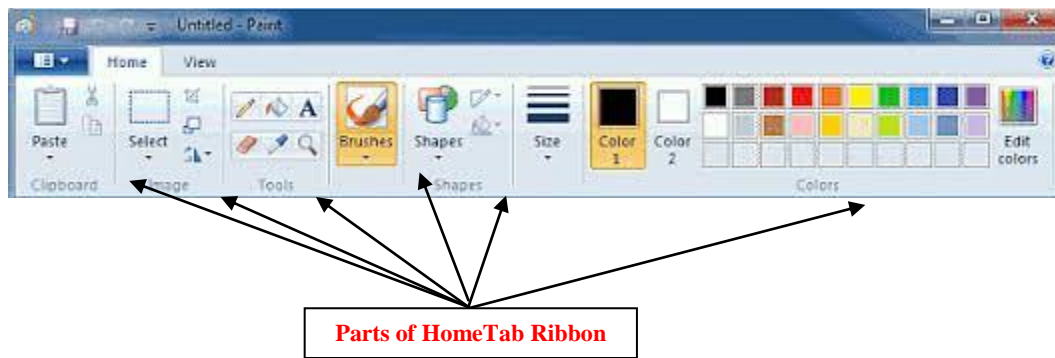 Untitled - Paint
Home View
Paste Select A Brushes Shapes Size Color 1 Color 2 Edit colors
Clipboard Image Tools Shapes Colors
Parts of HomeTab Ribbon